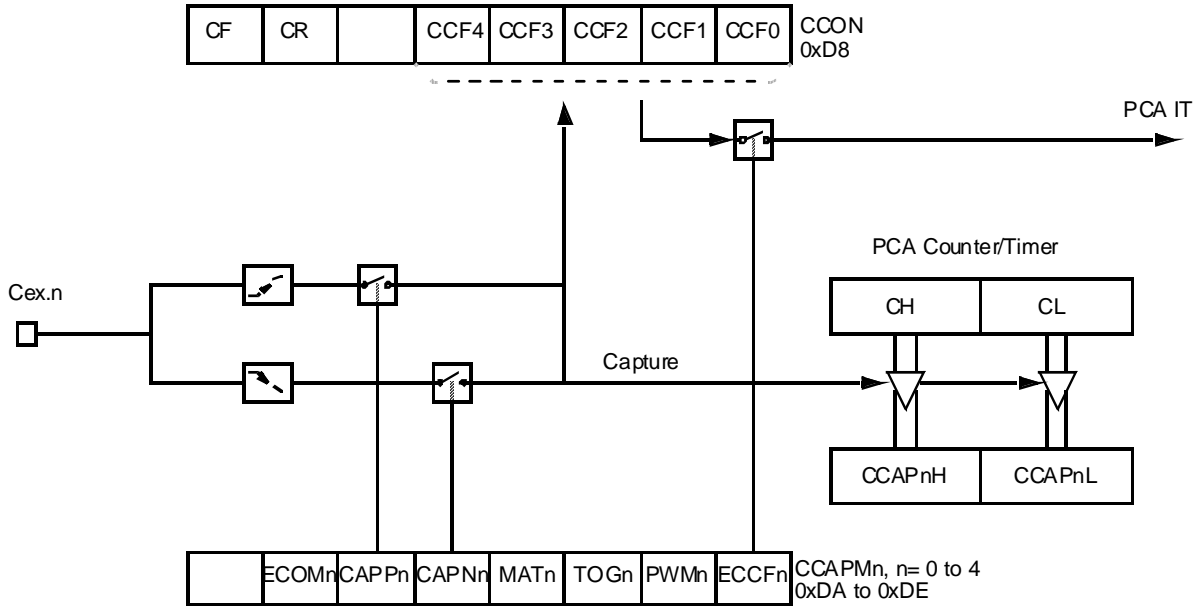 CF CR CCF4 CCF3 CCF2 CCF1 CCF0 CCON
0xD8
PCA IT
PCA Counter/Timer
Cex.n
CH CL
Capture
CCAPnH CCAPnL
ECOMn CAPPn CAPNn MATn TOGn PWMn ECCFn CCAPMn, n= 0 to 4
0xDA to 0xDE